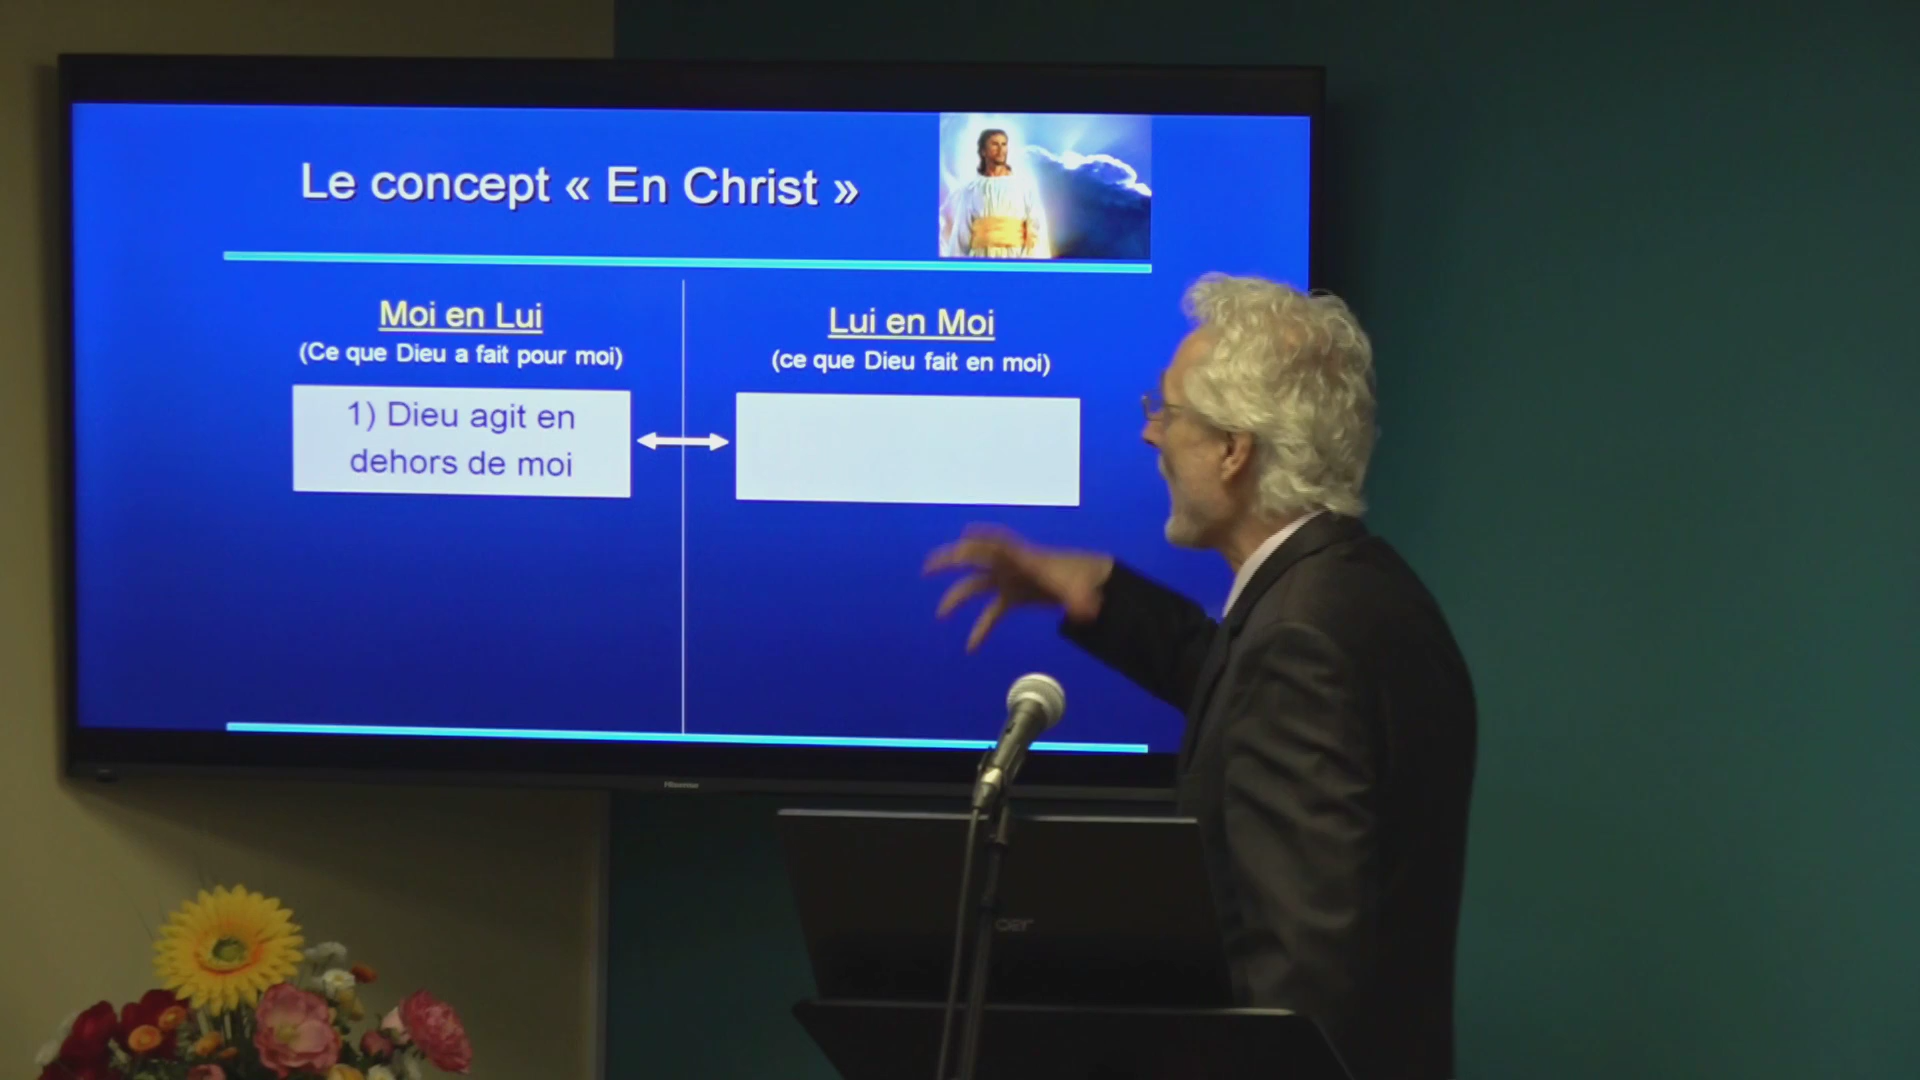 Le concept « En Christ »
Moi en Lui
(Ce que Dieu a fait pour moi)
1) Dieu agit en
dehors de moi
Lui en Moi
(ce que Dieu fait en moi)
Hisense